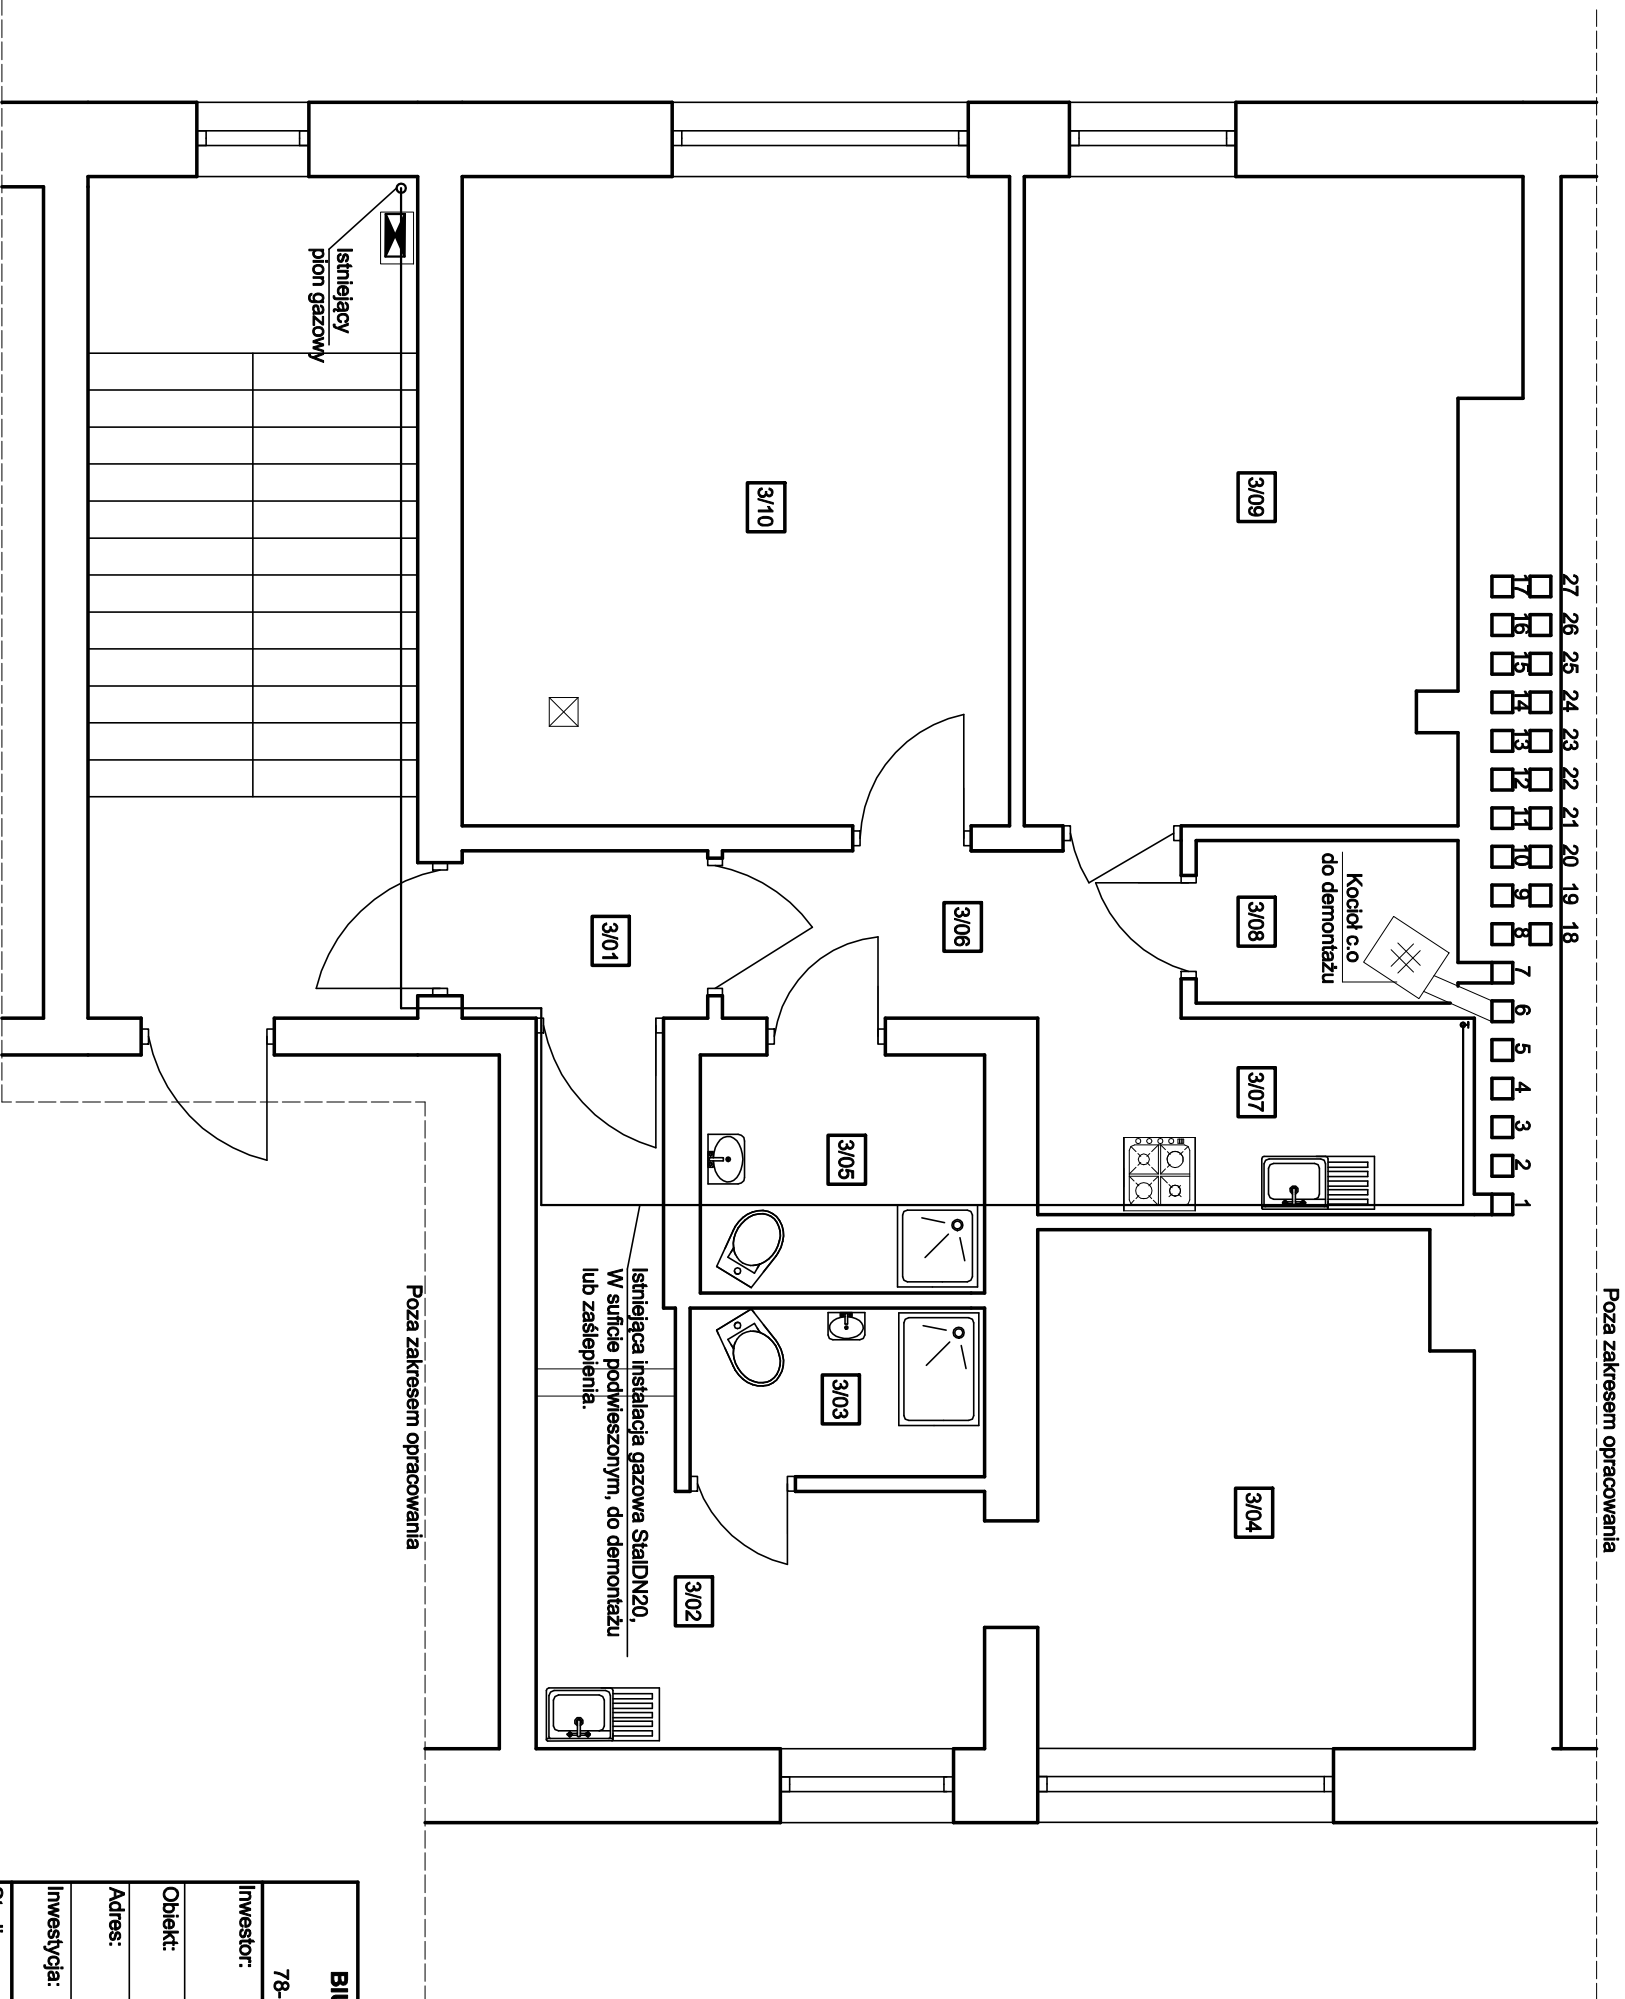 Poza zakresem opracowania
27 26 25 24 23 22 21 20 19 18
17 16 15 14 13 12 11 10 9 8 7 6 5 4 3 2 1
Kocioł c.o
do demontażu
3/09
3/08
3/07
3/04
3/10
3/06
3/05
3/03
3/01
3/02
Istniejąca instalacja gazowa StalDN20,
W suficie podwieszonym, do demontażu
lub zaślepienia.
Poza zakresem opracowania
Istniejący
pion gazowy
78-
Inwestor:
Obiekt:
Adres:
Inwestycja: